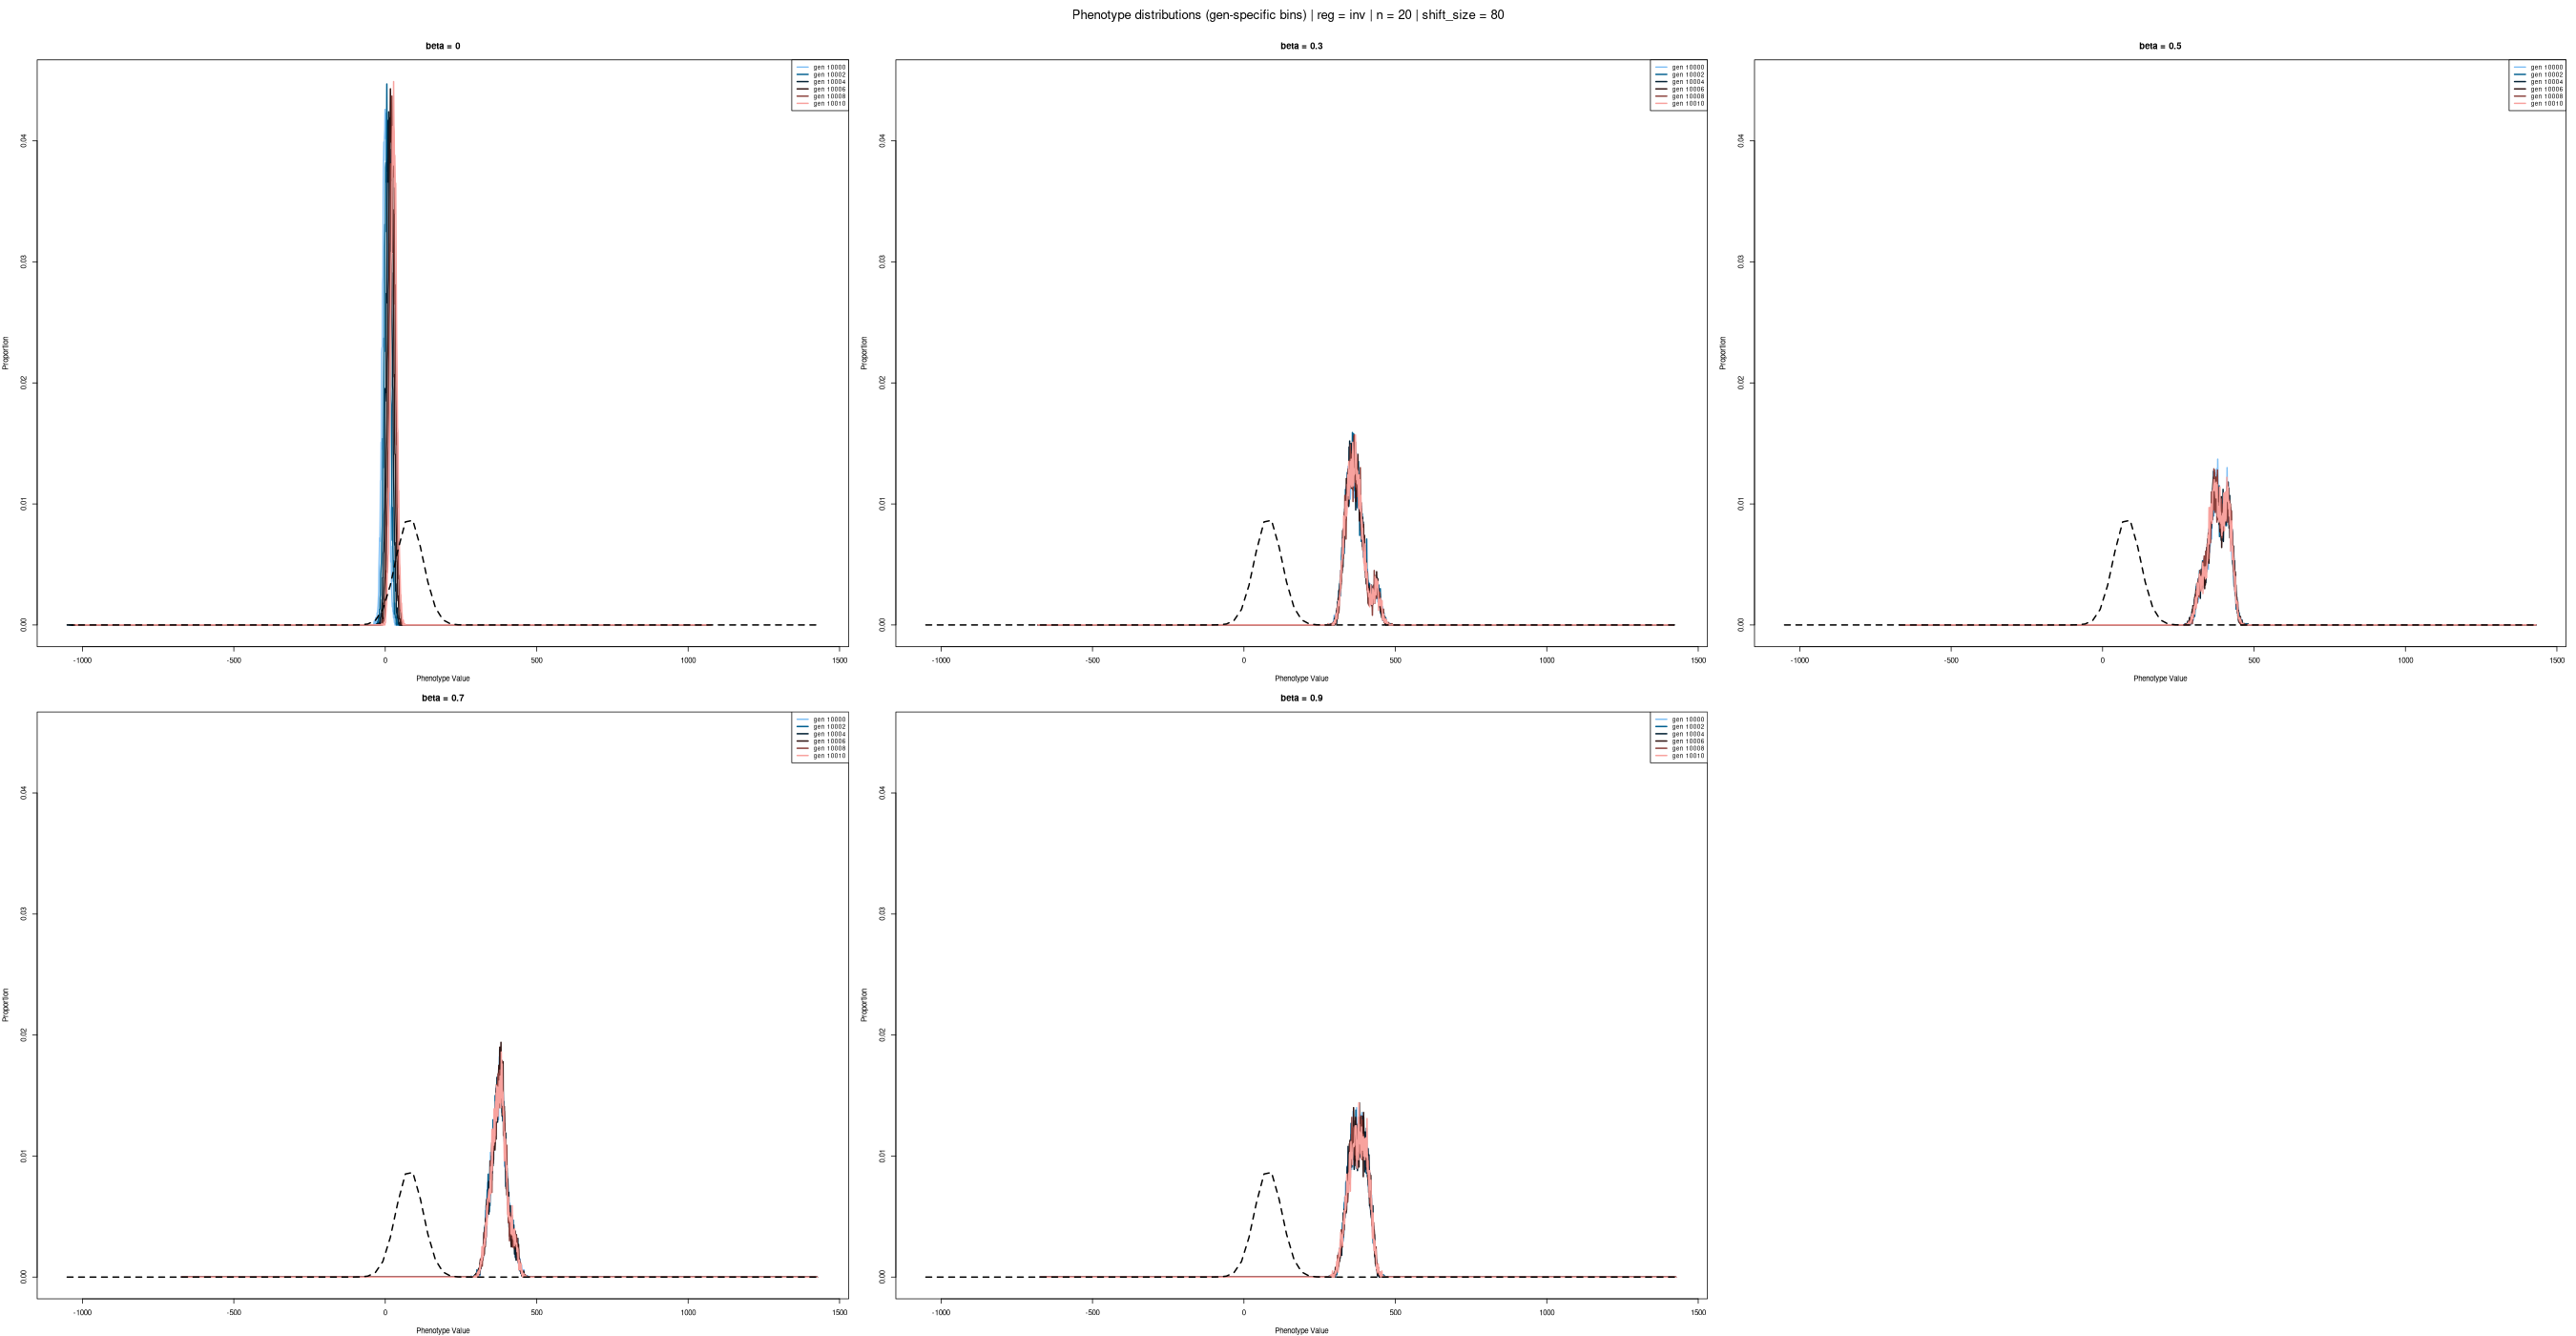 Phenotype distributions (gen-specific bins) | reg = inv | n = 20 | shift_size = 80
beta = 0
gen 10000
gen 10002
gen 10004
gen 10006
gen 10008
gen 10010
Proportion
0.00
0.01
0.02
0.03
0.04
-1000
-500
0
500
1000
1500
Phenotype Value
beta = 0.3
gen 10000
gen 10002
gen 10004
gen 10006
gen 10008
gen 10010
Proportion
0.00
0.01
0.02
0.03
0.04
-1000
-500
0
500
1000
1500
Phenotype Value
beta = 0.5
gen 10000
gen 10002
gen 10004
gen 10006
gen 10008
gen 10010
Proportion
0.00
0.01
0.02
0.03
0.04
-1000
-500
0
500
1000
1500
Phenotype Value
beta = 0.7
gen 10000
gen 10002
gen 10004
gen 10006
gen 10008
gen 10010
Proportion
0.00
0.01
0.02
0.03
0.04
-1000
-500
0
500
1000
1500
Phenotype Value
beta = 0.9
gen 10000
gen 10002
gen 10004
gen 10006
gen 10008
gen 10010
Proportion
0.00
0.01
0.02
0.03
0.04
-1000
-500
0
500
1000
1500
Phenotype Value